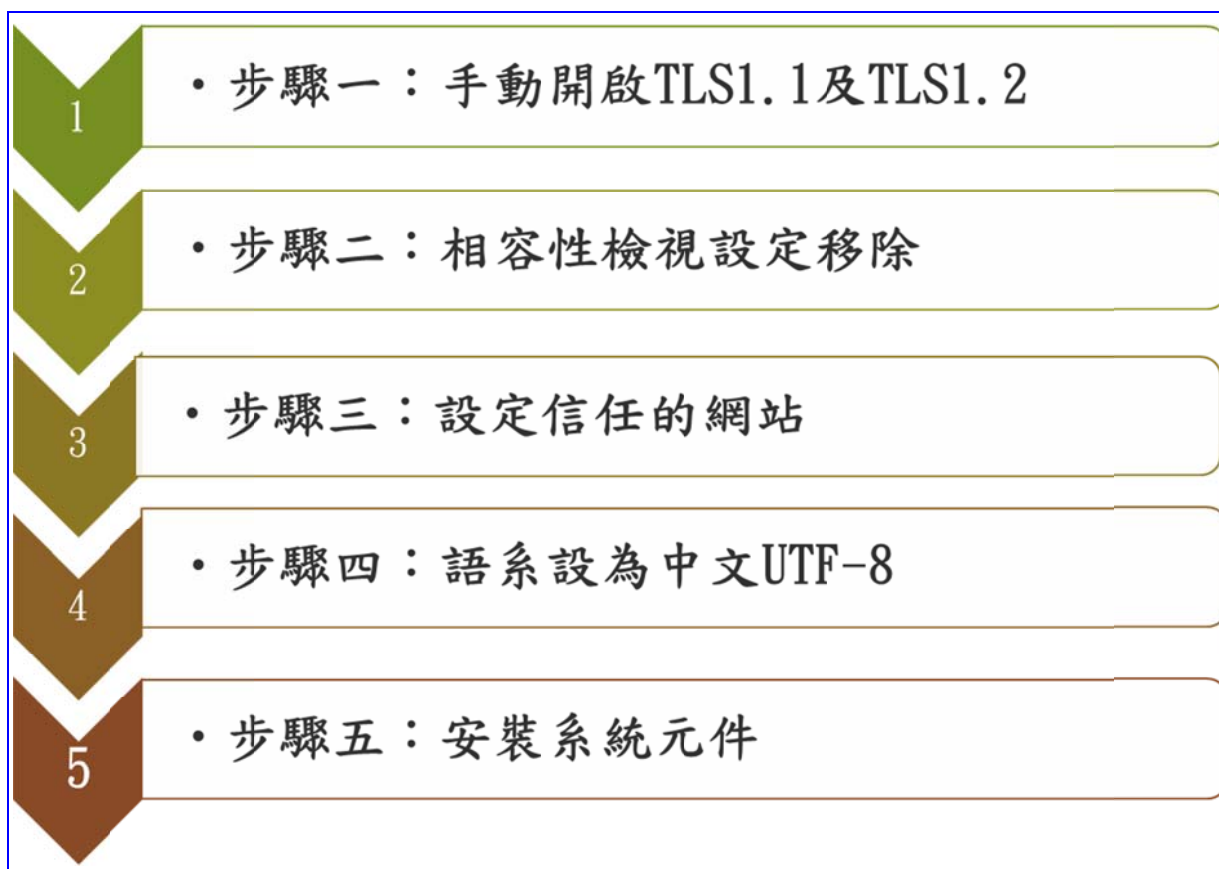 1
• 步驟一：手動開啟TLS1.1及TLS1.2
2
• 步驟二：相容性檢視設定移除
3
• 步驟三：設定信任的網站
4
• 步驟四：語系設為中文UTF-8
5
• 步驟五：安裝系統元件